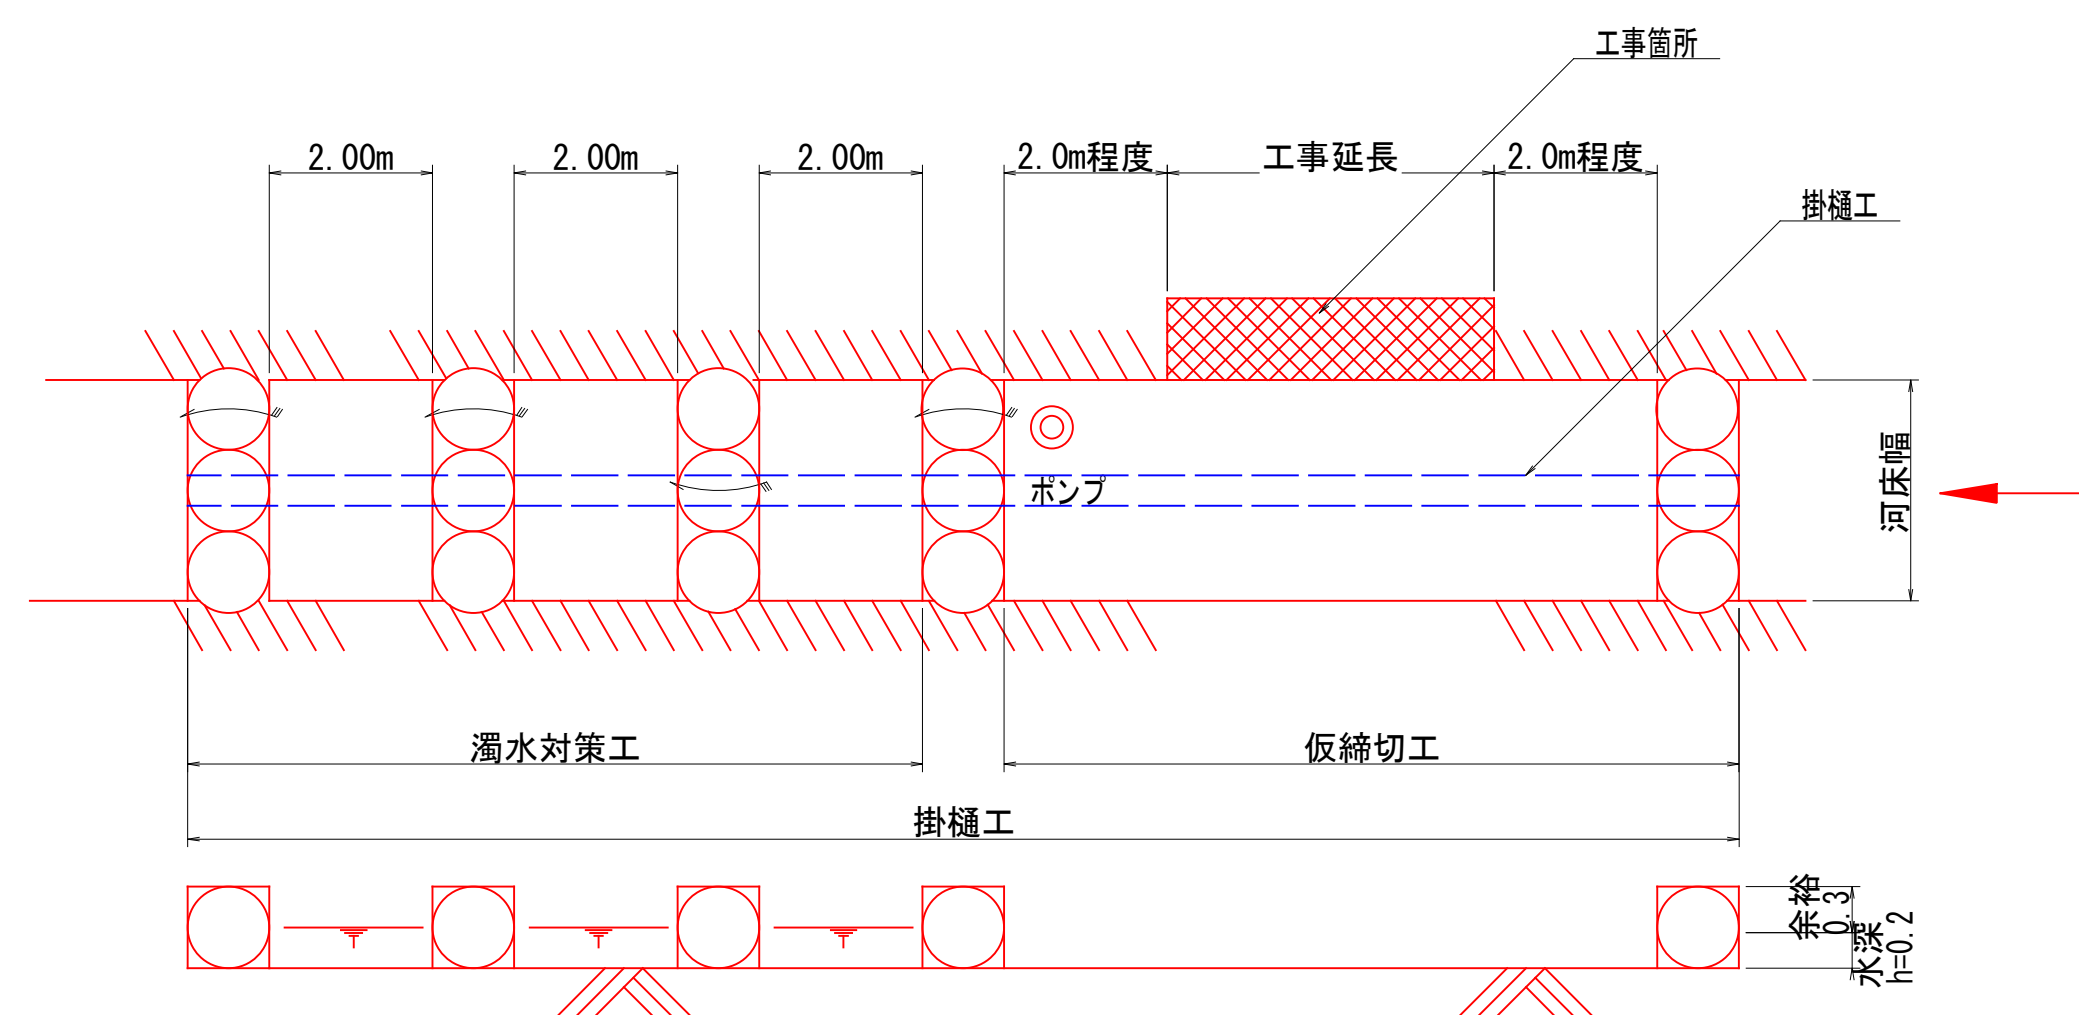 工事箇所
2.00m
2.00m
2.00m
2.0m程度
工事延長
2.0m程度
掛樋工
河床幅
ポンプ
濁水対策工
仮締切工
掛樋工
余裕
0.3
水深
h=0.2